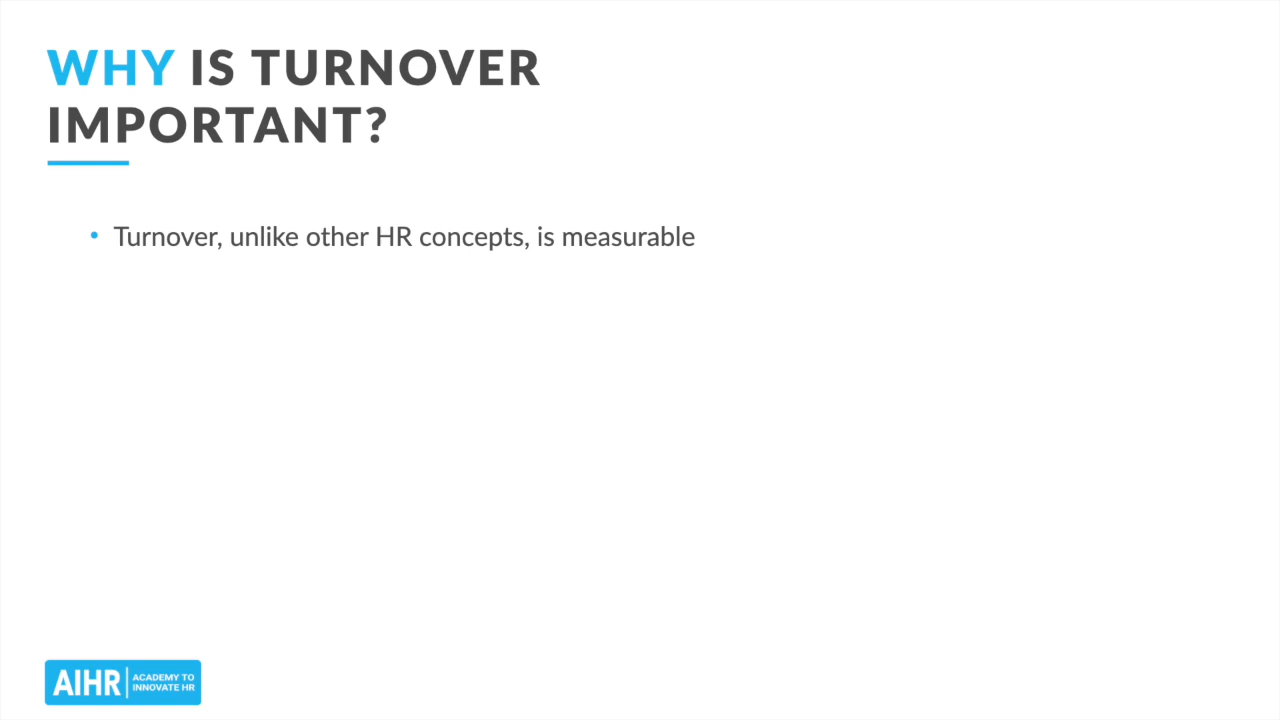 WHY IS TURNOVER
IMPORTANT?
• Turnover, unlike other HR concepts, is measurable
AIHR
ACADEMY TO
INNOVATE HR